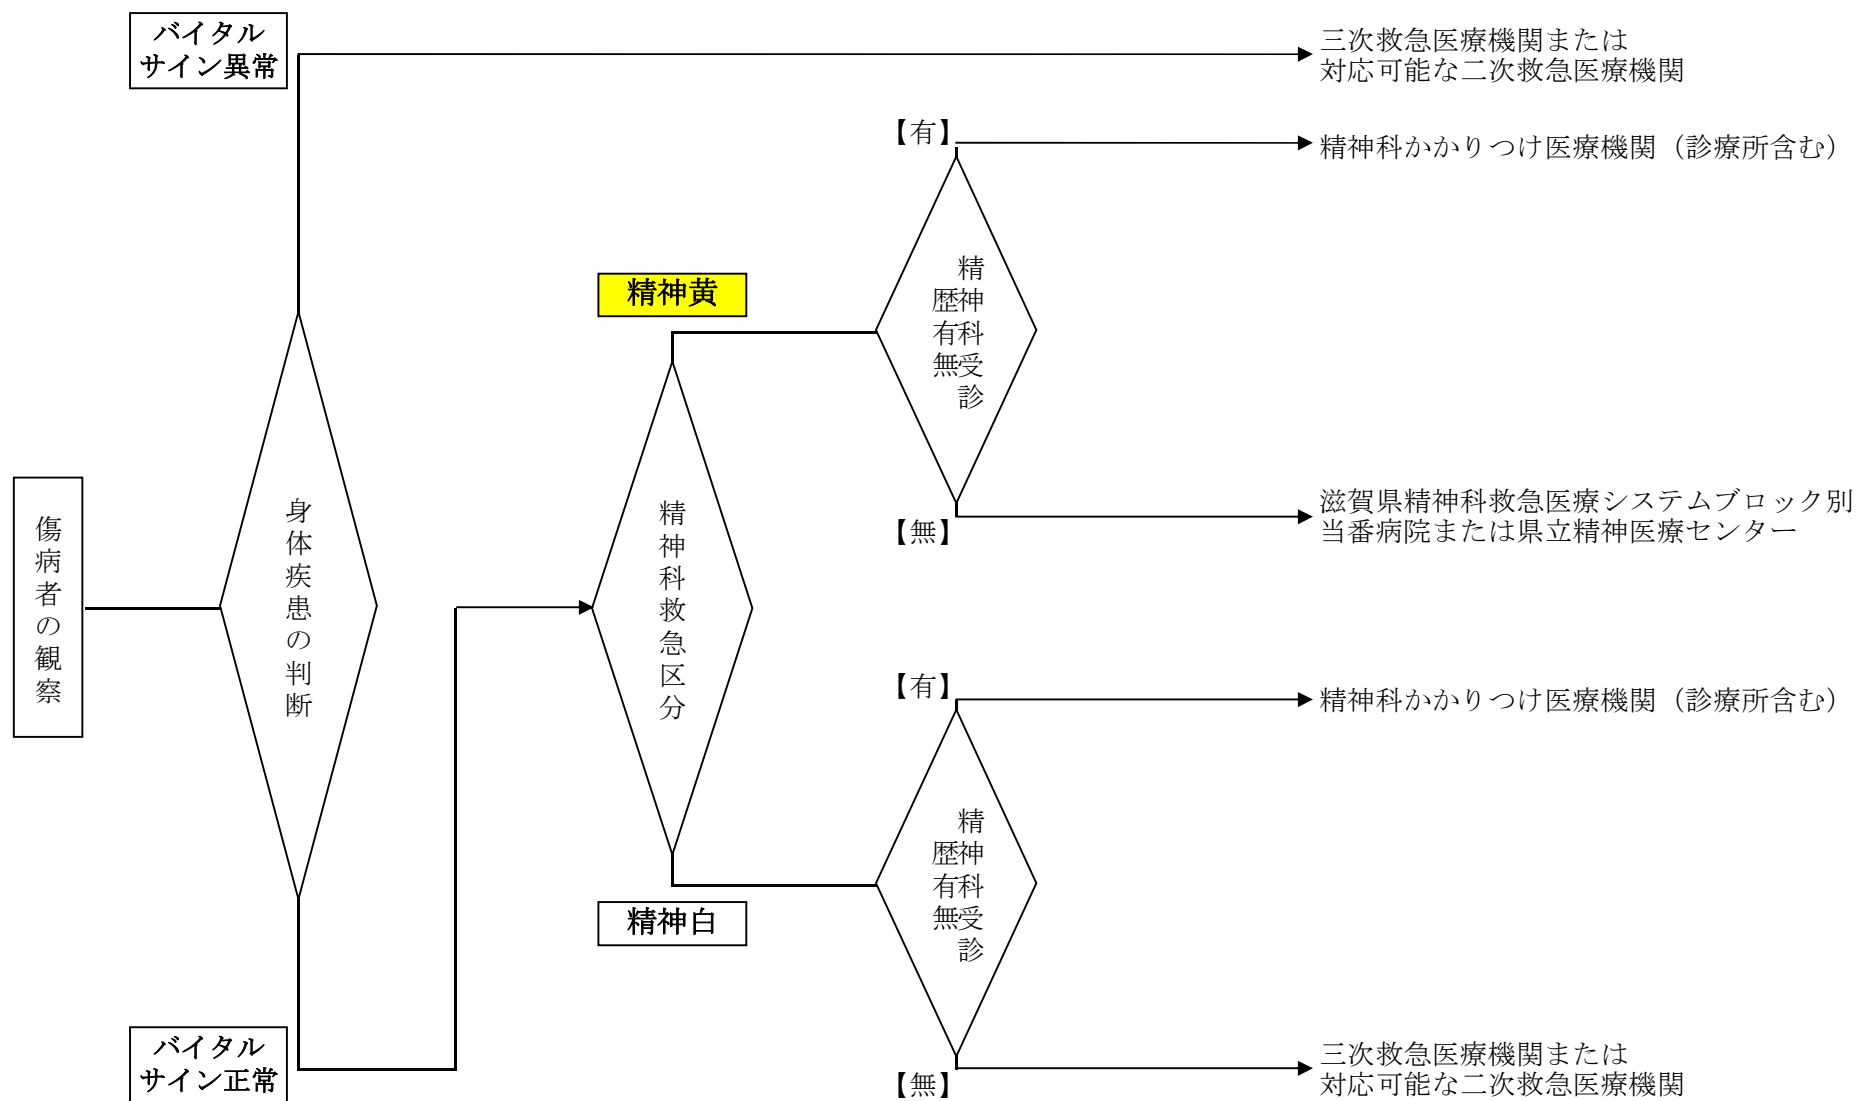 バイタル
サイン異常
三次救急医療機関または
対応可能な二次救急医療機関
【有】
精神科かかりつけ医療機関（診療所含む）
精神黄
精神科受診
歴有無
【無】
滋賀県精神科救急医療システムブロック別
当番病院または県立精神医療センター
傷病者の観察
身体疾患の判断
精神科救急区分
【有】
精神科かかりつけ医療機関（診療所含む）
精神科受診
歴有無
精神白
【無】
三次救急医療機関または
対応可能な二次救急医療機関
バイタル
サイン正常